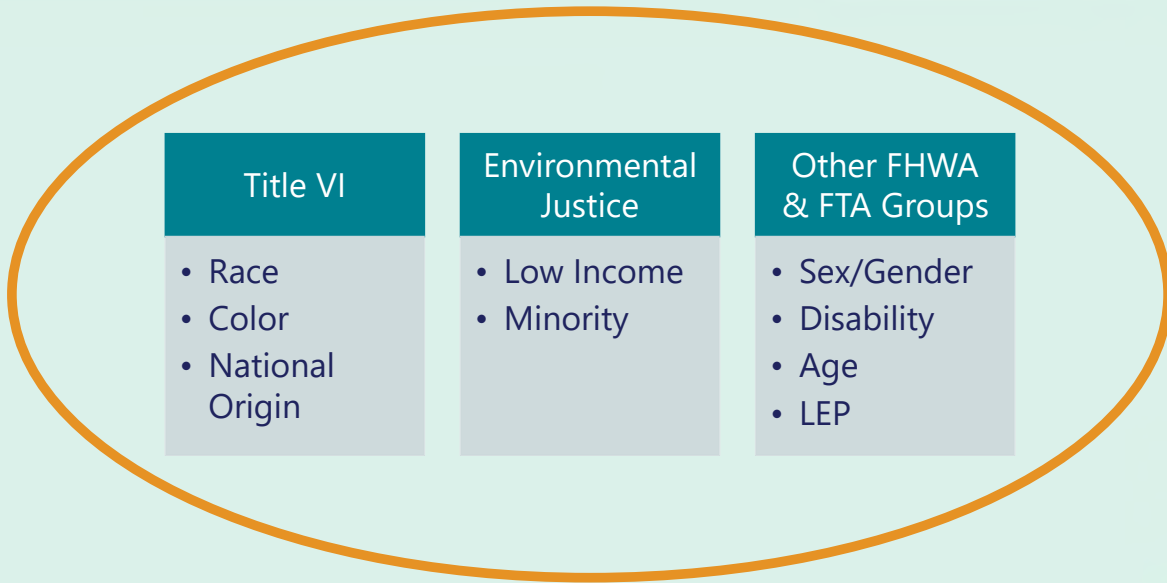 Title VI
• Race
• Color
• National
Origin
Environmental
Justice
• Low Income
• Minority
Other FHWA
& FTA Groups
• Sex/Gender
• Disability
• Age
• LEP